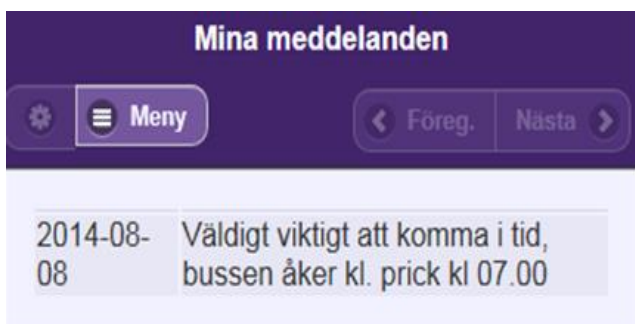 Mina meddelanden
Meny
Föreg.
Nästa
2014-08-
08
Väldigt viktigt att komma i tid,
bussen åker kl. prick kl 07.00